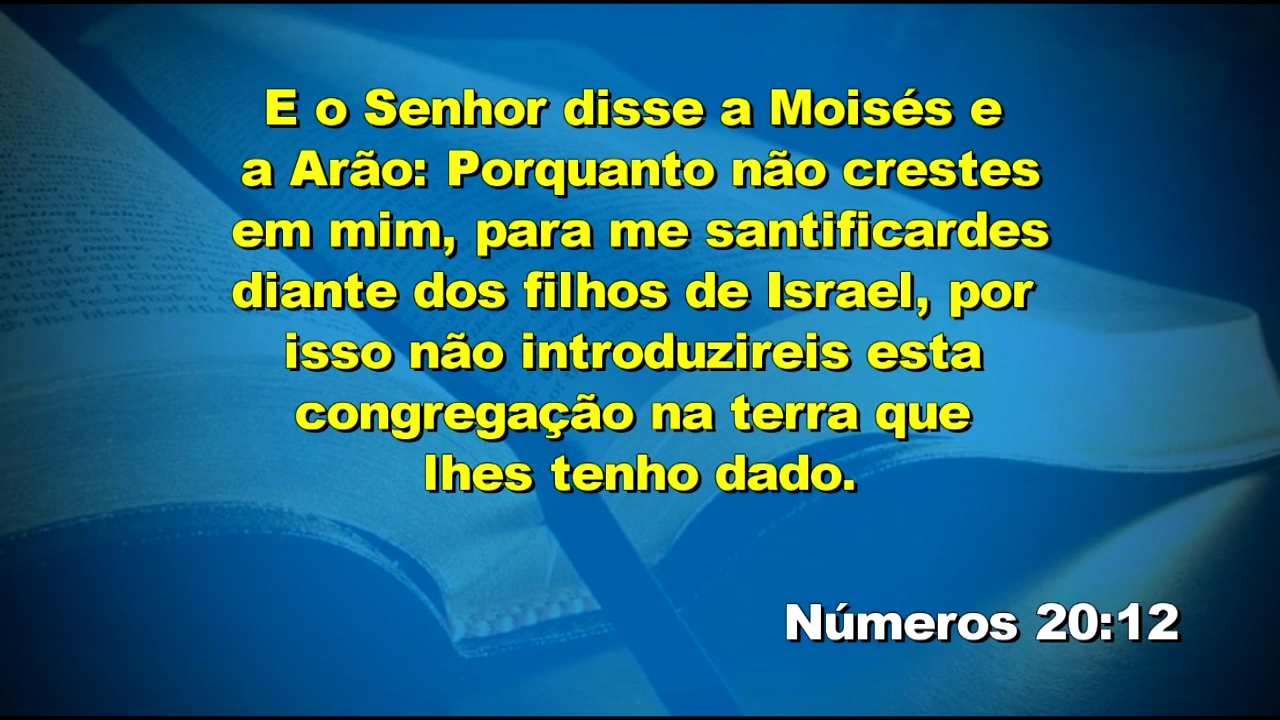 E o Senhor disse a Moisés e
a Arão: Porquanto não crestes
em mim, para me santificardes
diante dos filhos de Israel, por
isso não introduzireis esta
congregação na terra que
lhes tenho dado.
Números 20:12